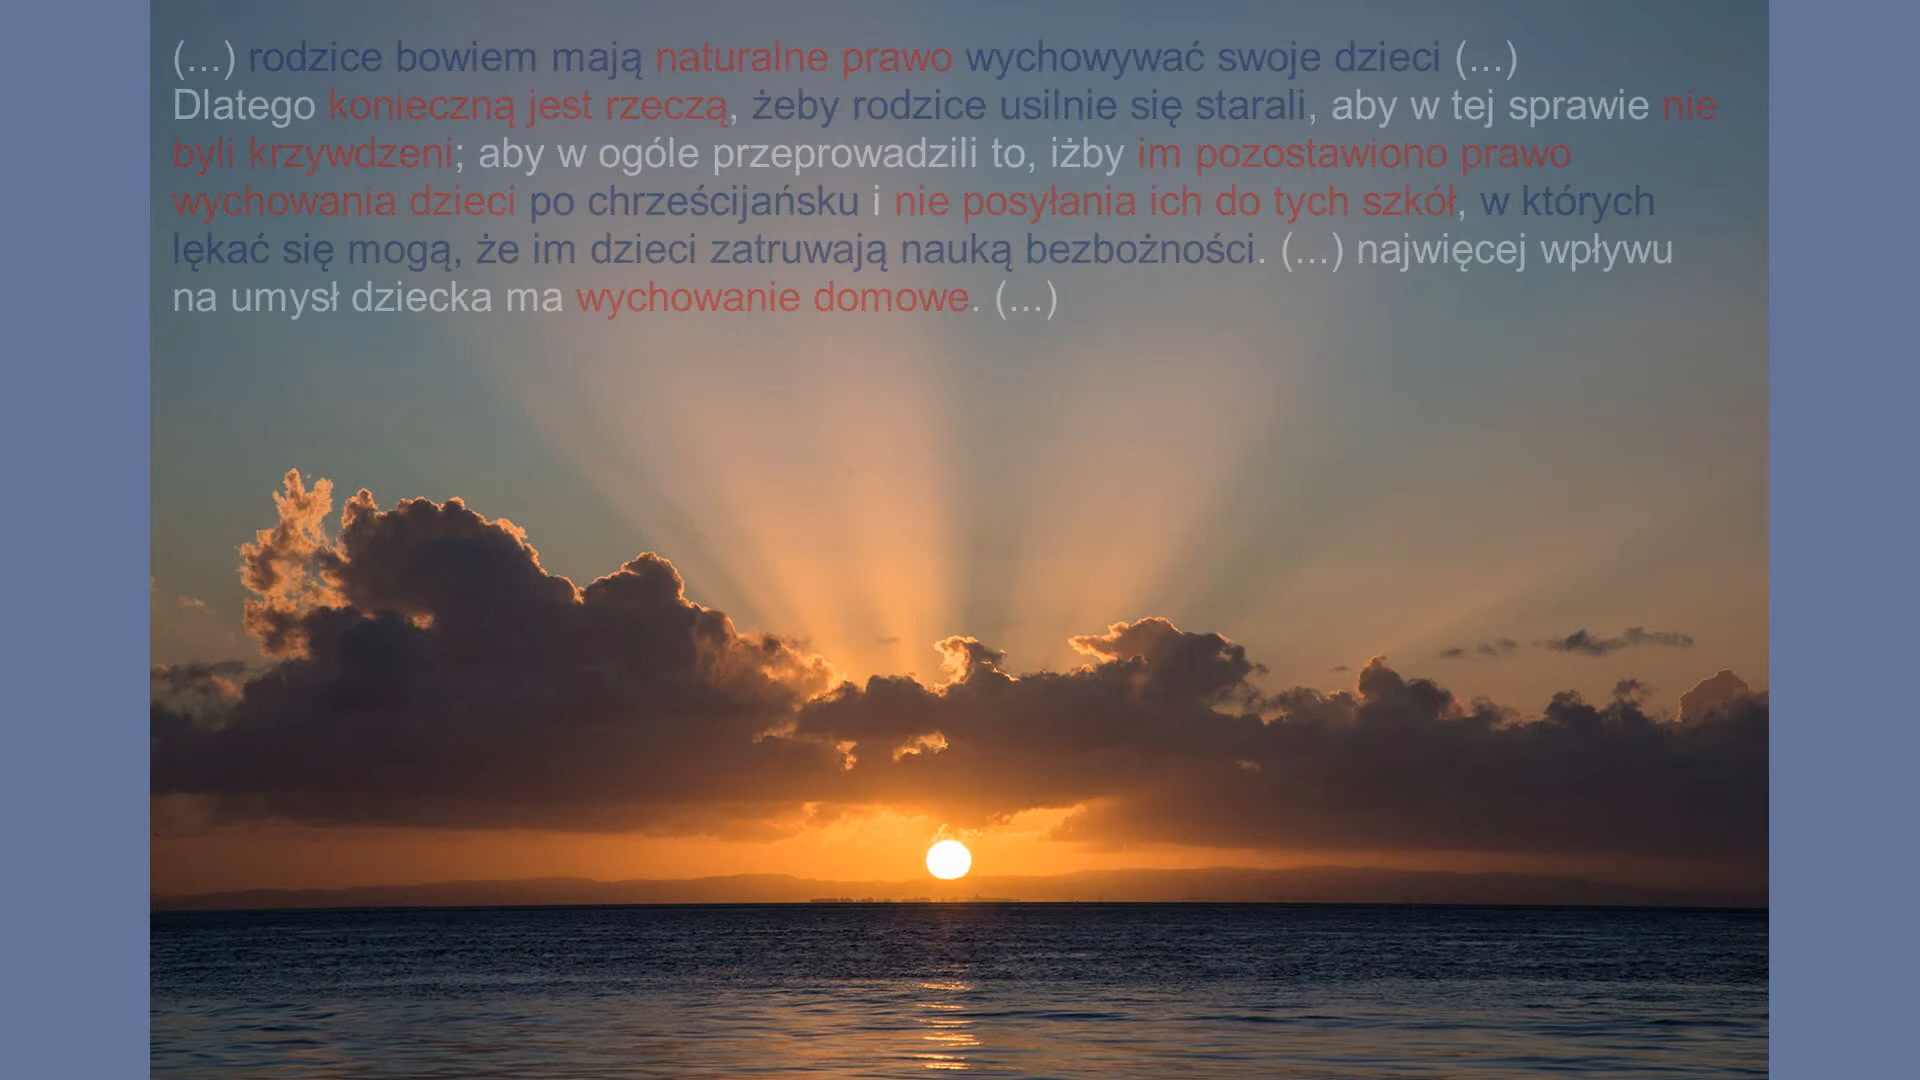 (...) rodzice bowiem mają naturalne prawo wychowywać swoje dzieci (...)
Dlatego konieczną jest rzeczą, żeby rodzice usilnie się starali, aby w tej sprawie nie
byli krzywdzeni; aby w ogóle przeprowadzili to, iżby im pozostawiono prawo
wychowania dzieci po chrześcijańsku i nie posyłania ich do tych szkół, w których
lękać się mogą, że im dzieci zatruwają nauką bezbożności. (...) najwięcej wpływu
na umysł dziecka ma wychowanie domowe. (...)